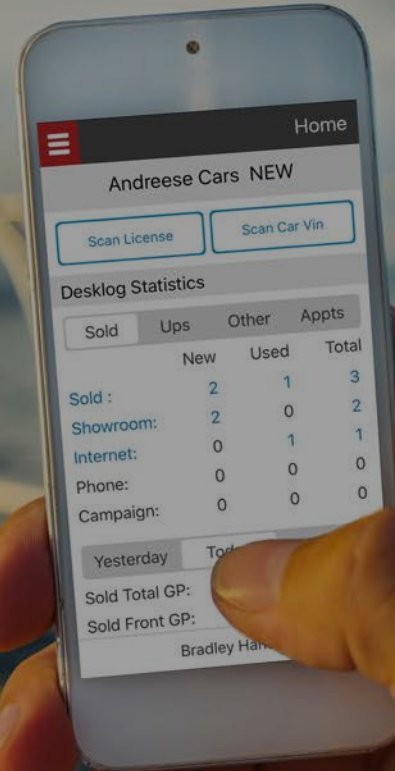 Home
Andreese Cars NEW
Scan License Scan Car Vin
Desklog Statistics
Sold Ups Other Appts
New Used Total
Sold : 2 1 3
Showroom: 2 0 2
Internet: 0 1 1
Phone: 0 0 0
Campaign: 0 0 0
Yesterday
Sold Total GP:
Sold Front GP:
Bradley